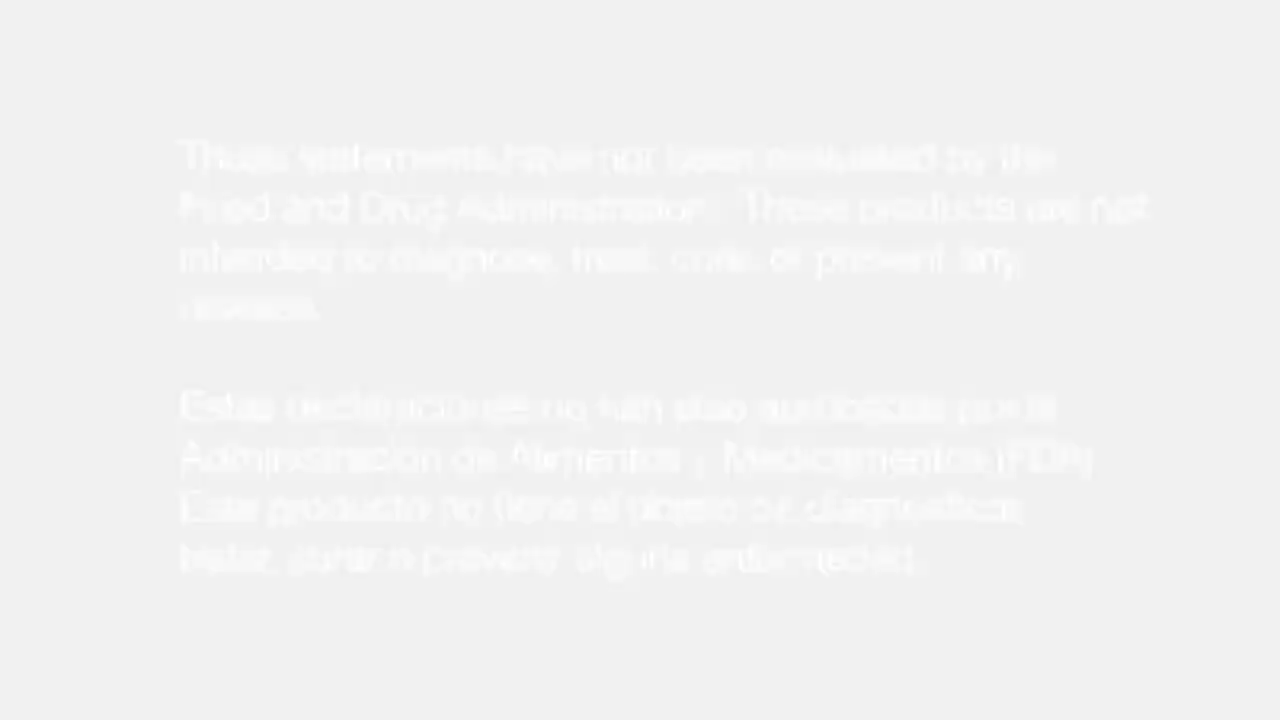 These statements have not been evaluated by the
Food and Drug Administration. These products are not
intended to diagnose, treat, cure, or prevent any
disease.
Estas declaraciones no han sido por la
Administración de Alimentos y Medicamentos (FDA)
Este producto no tiene el objeto de diagnosticar,
tratar, curar o prevenir alguna enfermedad.